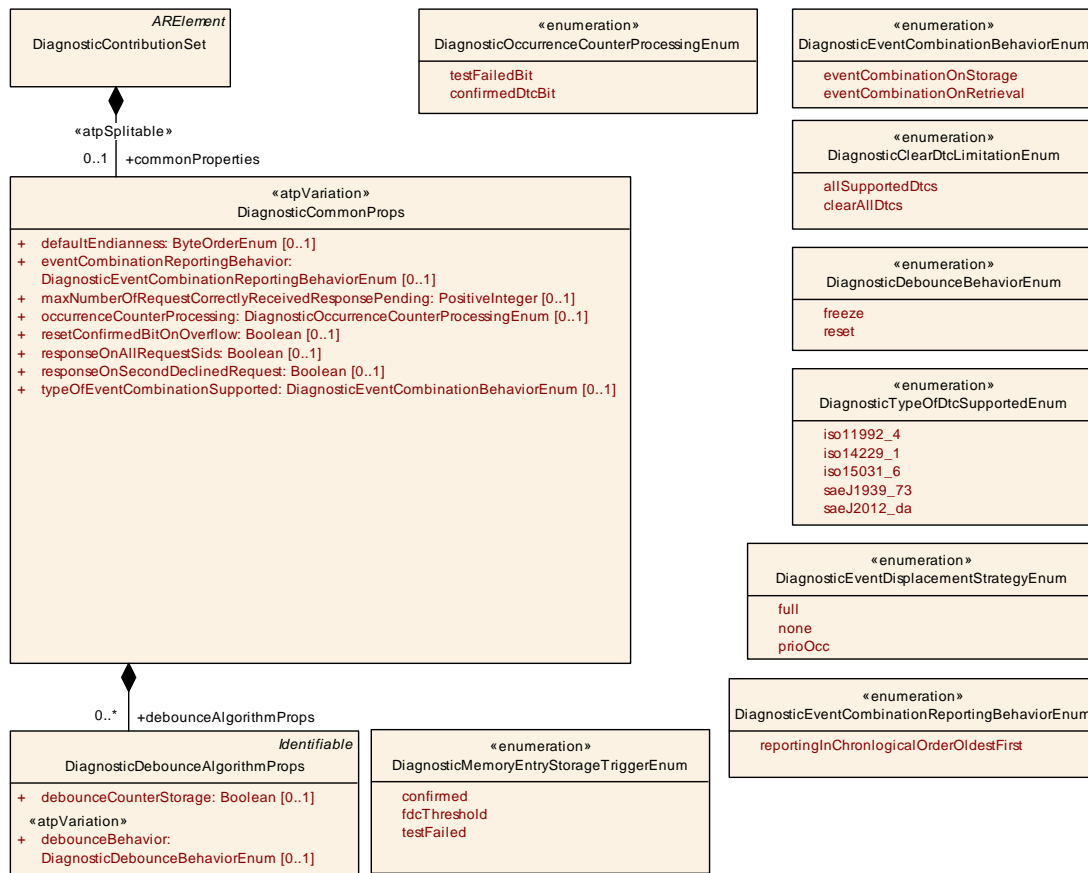 ARElement
DiagnosticContributionSet
«atpSplitable»
0..1
+commonProperties
«atpVariation»
DiagnosticCommonProps
+ defaultEndianness: ByteOrderEnum [0..1]
+ eventCombinationReportingBehavior:
DiagnosticEventCombinationReportingBehaviorEnum [0..1]
+ maxNumberOfRequestCorrectlyReceivedResponsePending: PositiveInteger [0..1]
+ occurrenceCounterProcessing: DiagnosticOccurrenceCounterProcessingEnum [0..1]
+ resetConfirmedBitOnOverflow: Boolean [0..1]
+ responseOnAllRequestSids: Boolean [0..1]
+ responseOnSecondDeclinedRequest: Boolean [0..1]
+ typeOfEventCombinationSupported: DiagnosticEventCombinationBehaviorEnum [0..1]
0..*
+debounceAlgorithmProps
Identifiable
DiagnosticDebounceAlgorithmProps
+ debounceCounterStorage: Boolean [0..1]
«atpVariation»
+ debounceBehavior:
DiagnosticDebounceBehaviorEnum [0..1]
«enumeration»
DiagnosticMemoryEntryStorageTriggerEnum
confirmed
fdcThreshold
testFailed
«enumeration»
DiagnosticOccurrenceCounterProcessingEnum
testFailedBit
confirmedDtcBit
«enumeration»
DiagnosticEventCombinationBehaviorEnum
eventCombinationOnStorage
eventCombinationOnRetrieval
«enumeration»
DiagnosticClearDtcLimitationEnum
allSupportedDtcs
clearAllDtcs
«enumeration»
DiagnosticDebounceBehaviorEnum
freeze
reset
«enumeration»
DiagnosticTypeOfDtcSupportedEnum
iso11992_4
iso14229_1
iso15031_6
saeJ1939_73
saeJ2012_da
«enumeration»
DiagnosticEventDisplacementStrategyEnum
full
none
prioOcc
«enumeration»
DiagnosticEventCombinationReportingBehaviorEnum
reportingInChronlogicalOrderOldestFirst